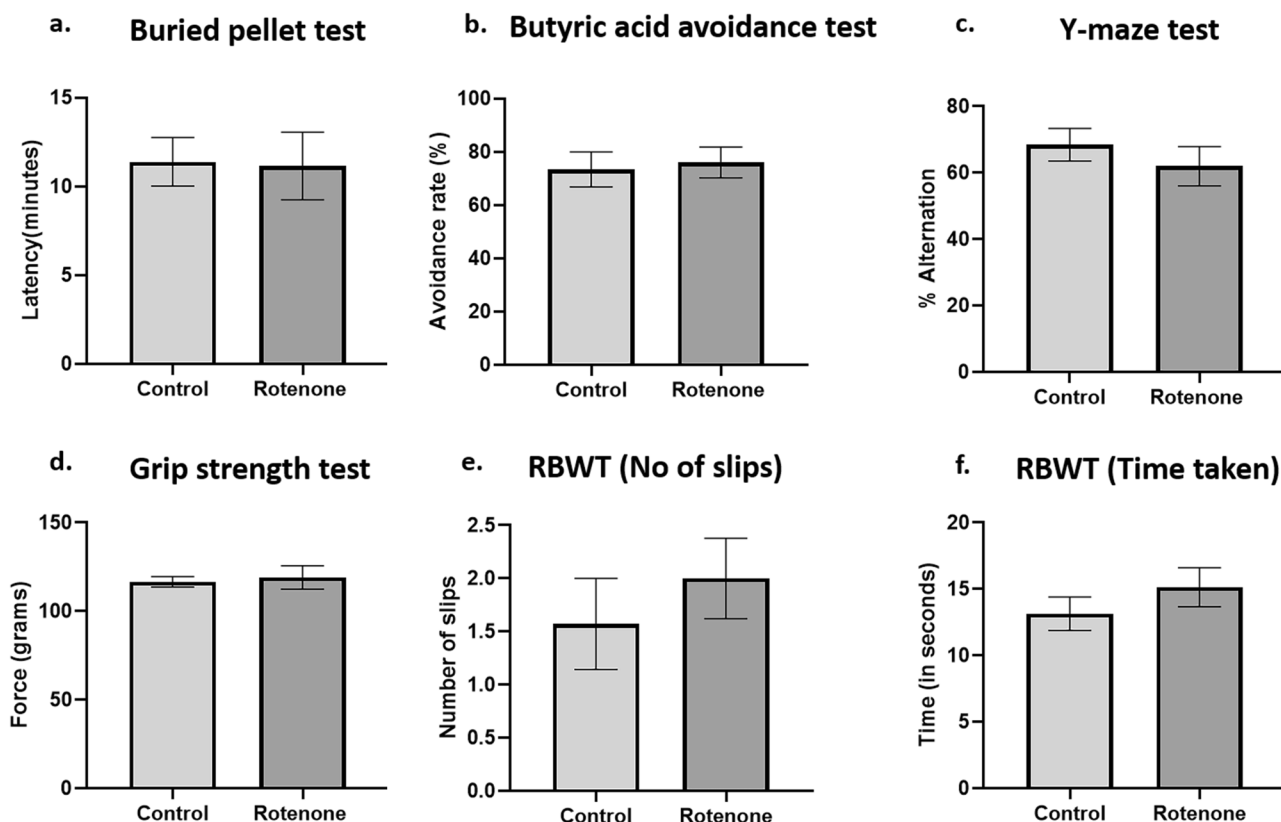 a. Buried pellet test
Latency(minutes)
15
10
5
0
Control Rotenone
b. Butyric acid avoidance test
Avoidance rate (%)
100
80
60
40
20
0
Control Rotenone
c. Y-maze test
% Alternation
80
60
40
20
0
Control Rotenone
d. Grip strength test
Force (grams)
150
100
50
0
Control Rotenone
e. RBWT (No of slips)
Number of slips
2.5
2.0
1.5
1.0
0.5
0.0
Control Rotenone
f. RBWT (Time taken)
Time (in seconds)
20
15
10
5
0
Control Rotenone